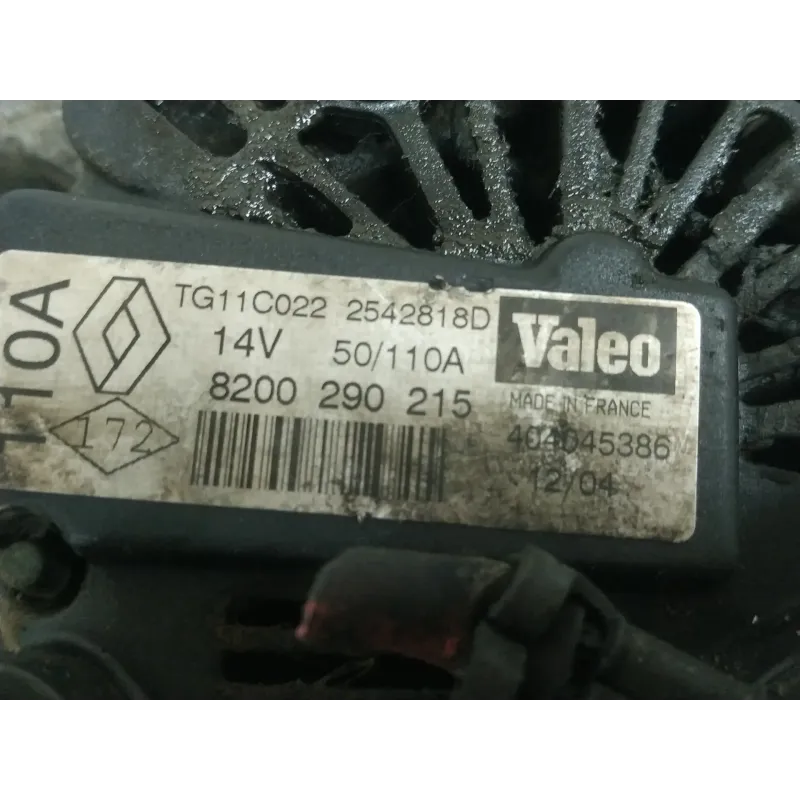 110A
TG11C022 2542818D
14V 50/110A
8200 290 215
172
Valeo
MADE IN FRANCE
404045386
12/04